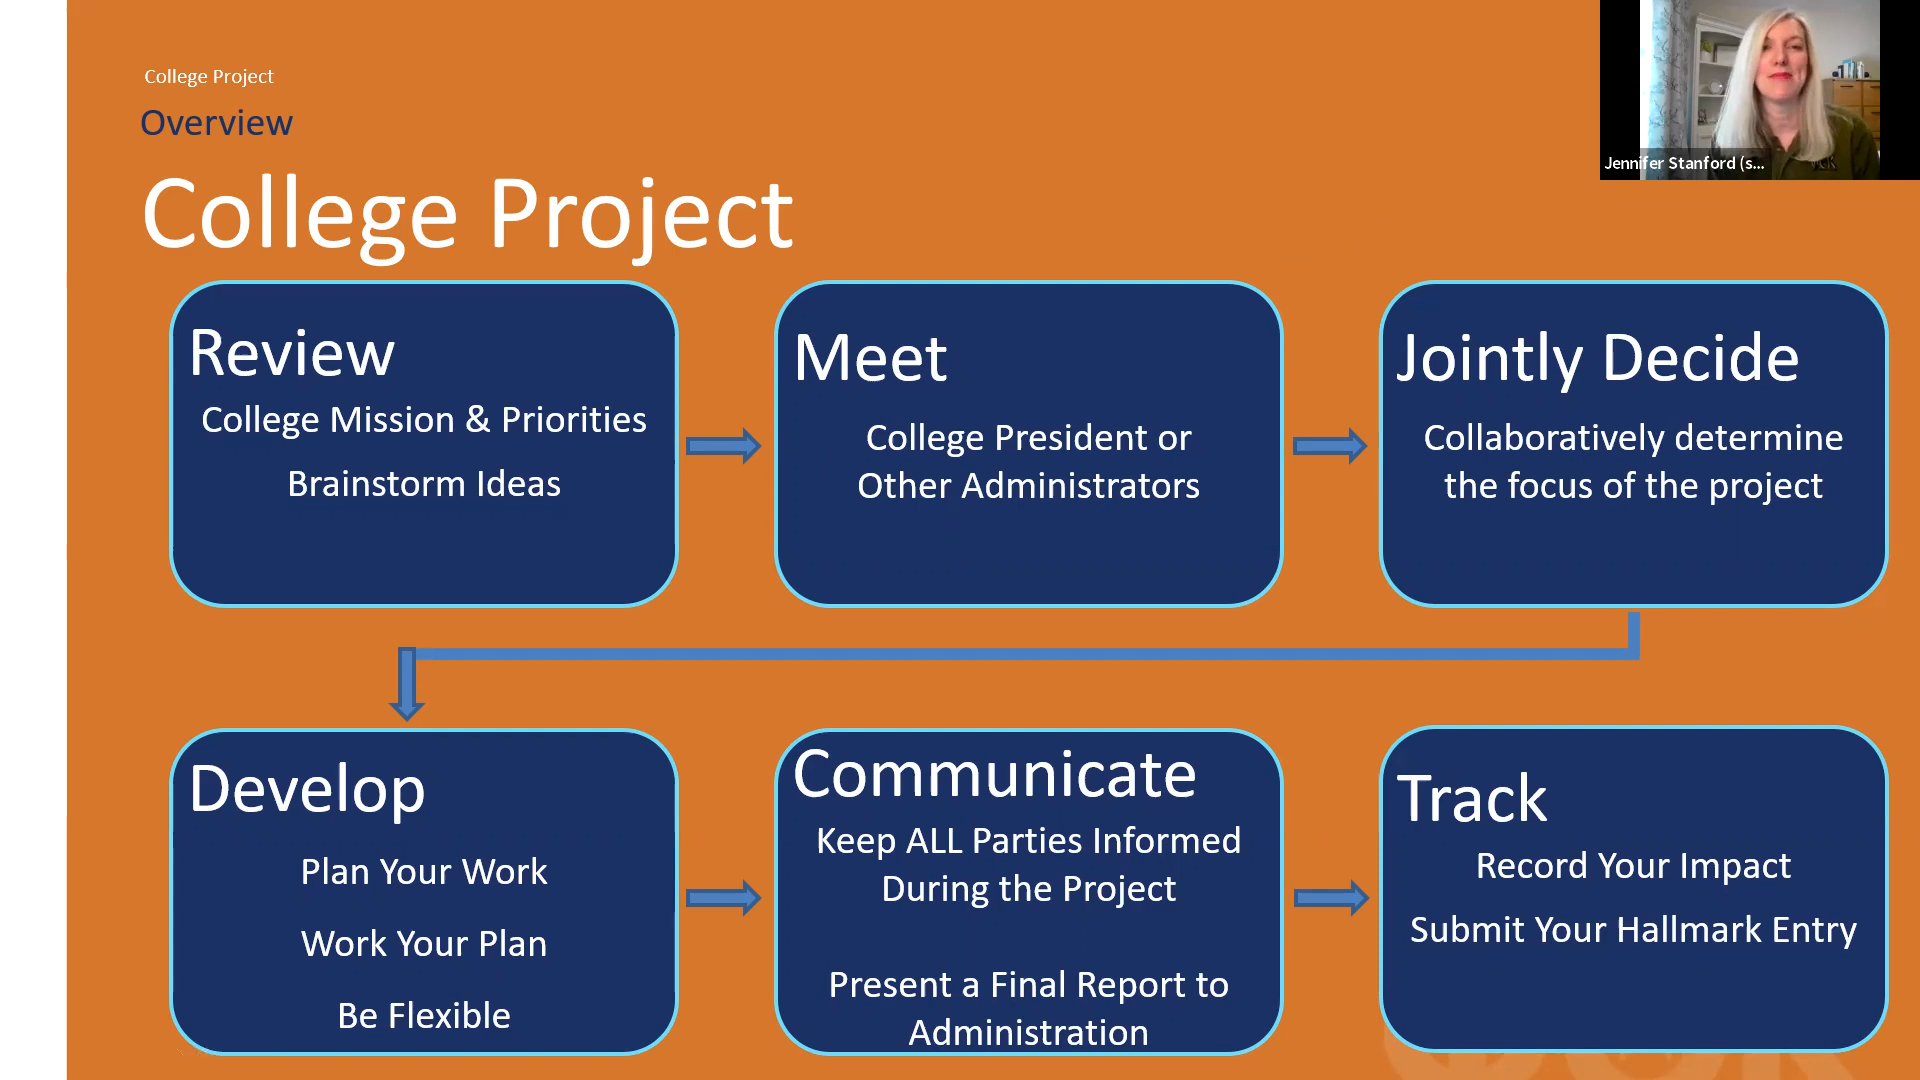 College Project
Overview
College Project
Jennifer Stanford (s...
Review
College Mission & Priorities
Brainstorm Ideas
Meet
College President or
Other Administrators
Jointly Decide
Collaboratively determine
the focus of the project
Develop
Plan Your Work
Work Your Plan
Be Flexible
Communicate
Keep ALL Parties Informed
During the Project
Present a Final Report to
Administration
Track
Record Your Impact
Submit Your Hallmark Entry